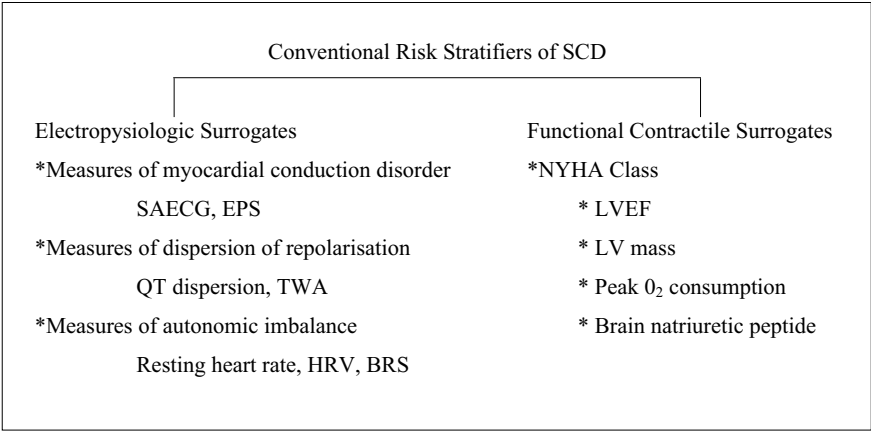 Conventional Risk Stratifiers of SCD
Electropysiologic Surrogates
*Measures of myocardial conduction disorder
SAECG, EPS
*Measures of dispersion of repolarisation
QT dispersion, TWA
*Measures of autonomic imbalance
Resting heart rate, HRV, BRS
Functional Contractile Surrogates
*NYHA Class
* LVEF
* LV mass
* Peak 0₂ consumption
* Brain natriuretic peptide